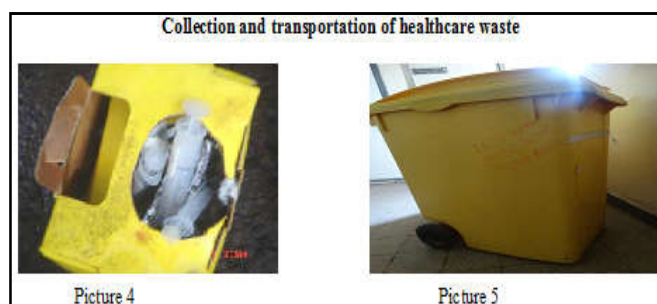 Collection and transportation of healthcare waste
Picture 4
Picture 5